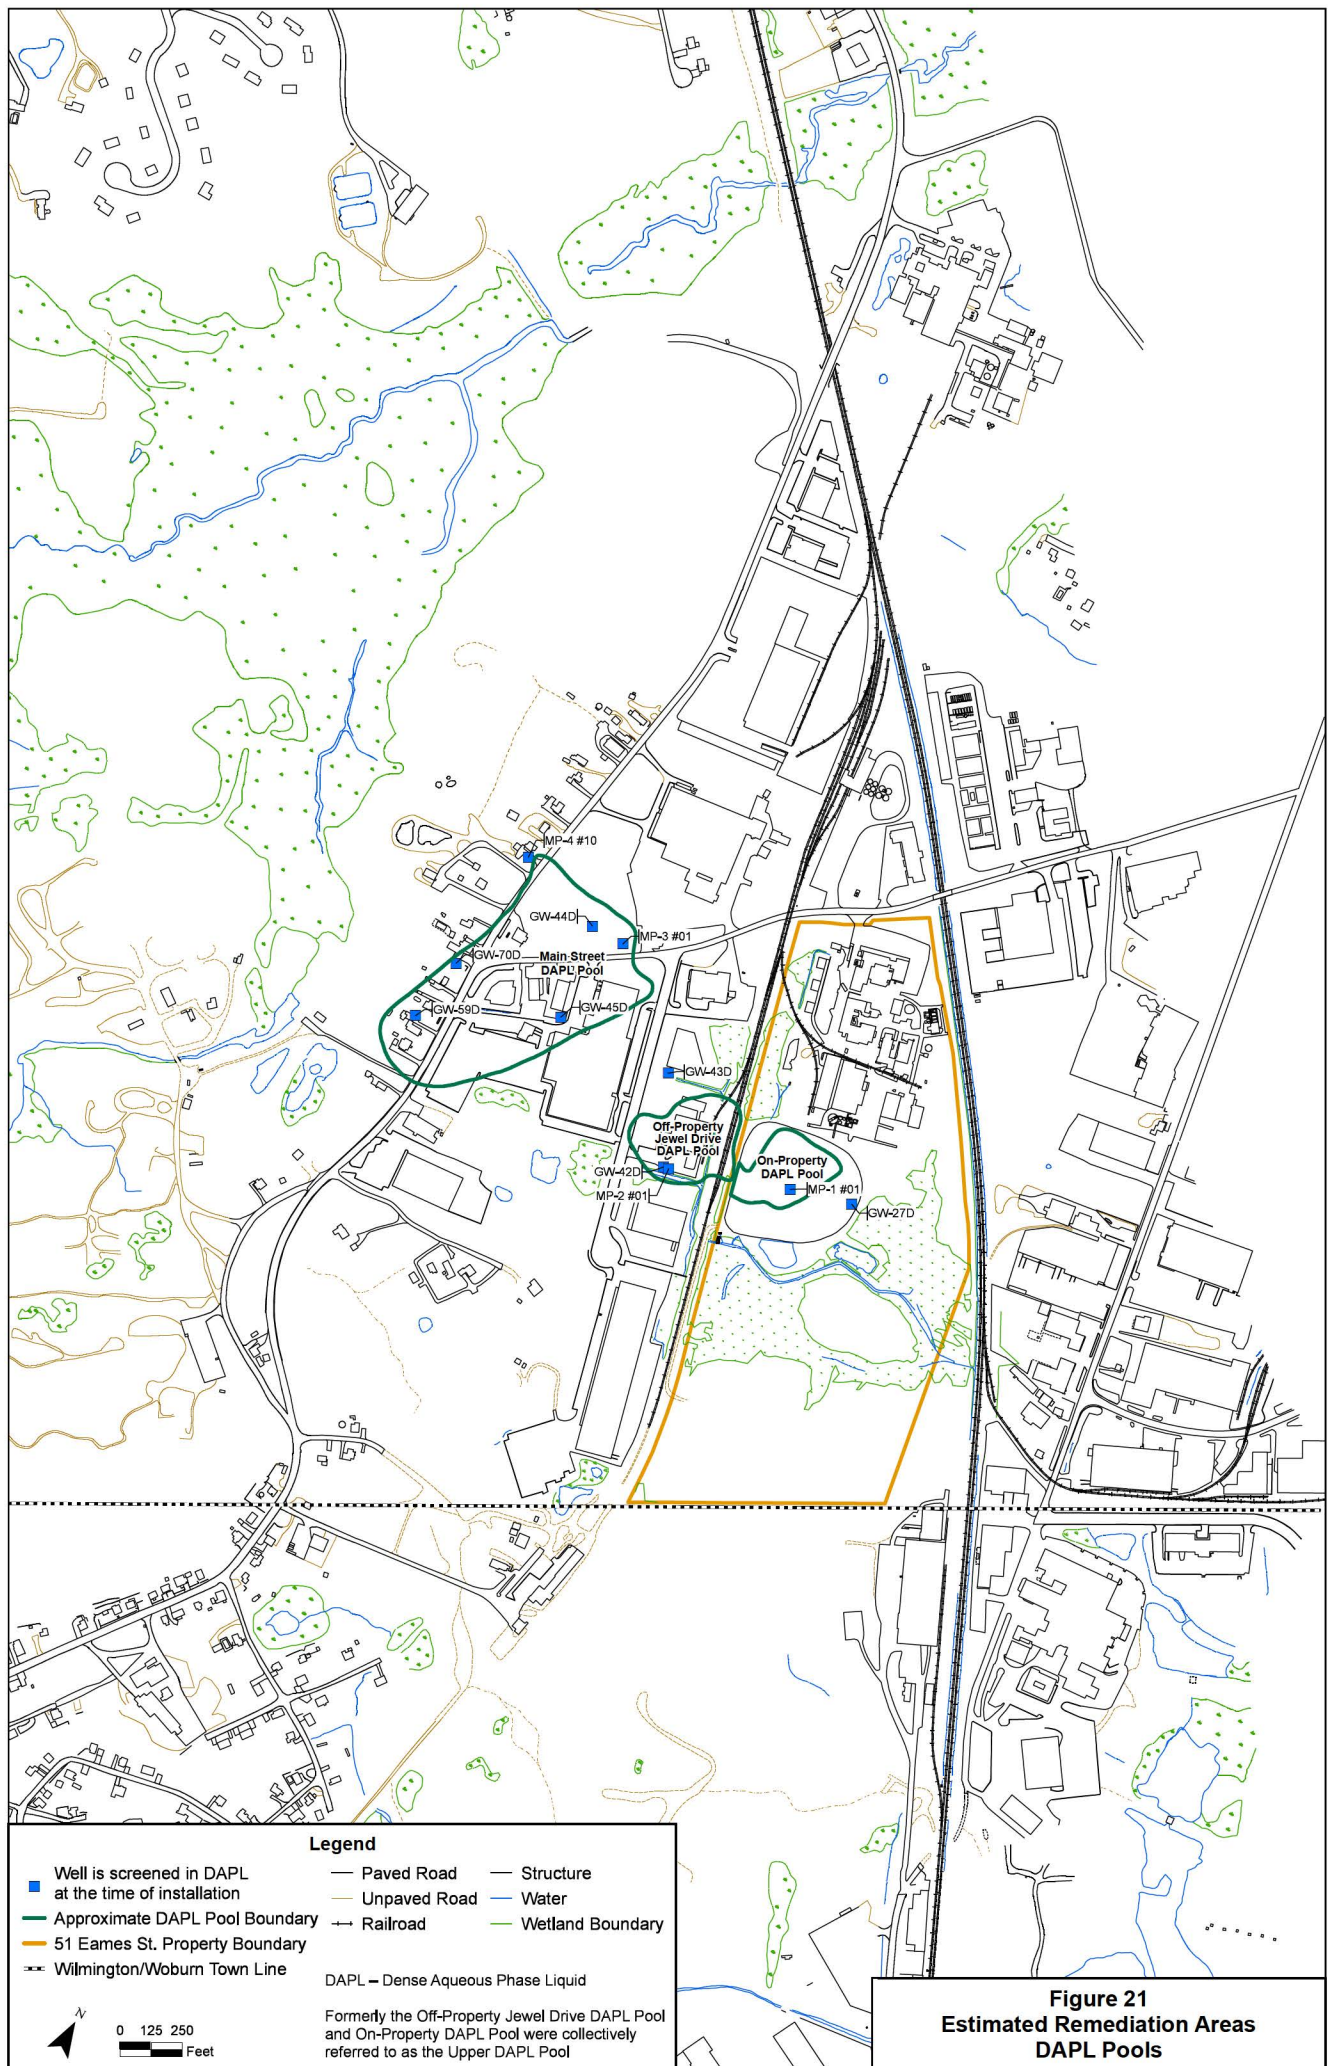 MP-4 #10
GW-44D
MP-3 #01
GW-70D
Main Street
DAPL Pool
GW-59D
GW-45D
GW-43D
Off-Property
Jewel Drive
DAPL Pool
On-Property
DAPL Pool
GW-42D
MP-2 #01
MP-1 #01
GW-27D
Legend
Well is screened in DAPL
at the time of installation
Approximate DAPL Pool Boundary
51 Eames St. Property Boundary
Wilmington/Woburn Town Line
Paved Road
Unpaved Road
Railroad
Structure
Water
Wetland Boundary
DAPL – Dense Aqueous Phase Liquid
Formerly the Off-Property Jewel Drive DAPL Pool
and On-Property DAPL Pool were collectively
referred to as the Upper DAPL Pool
N
0 125 250
Feet
Figure 21
Estimated Remediation Areas
DAPL Pools